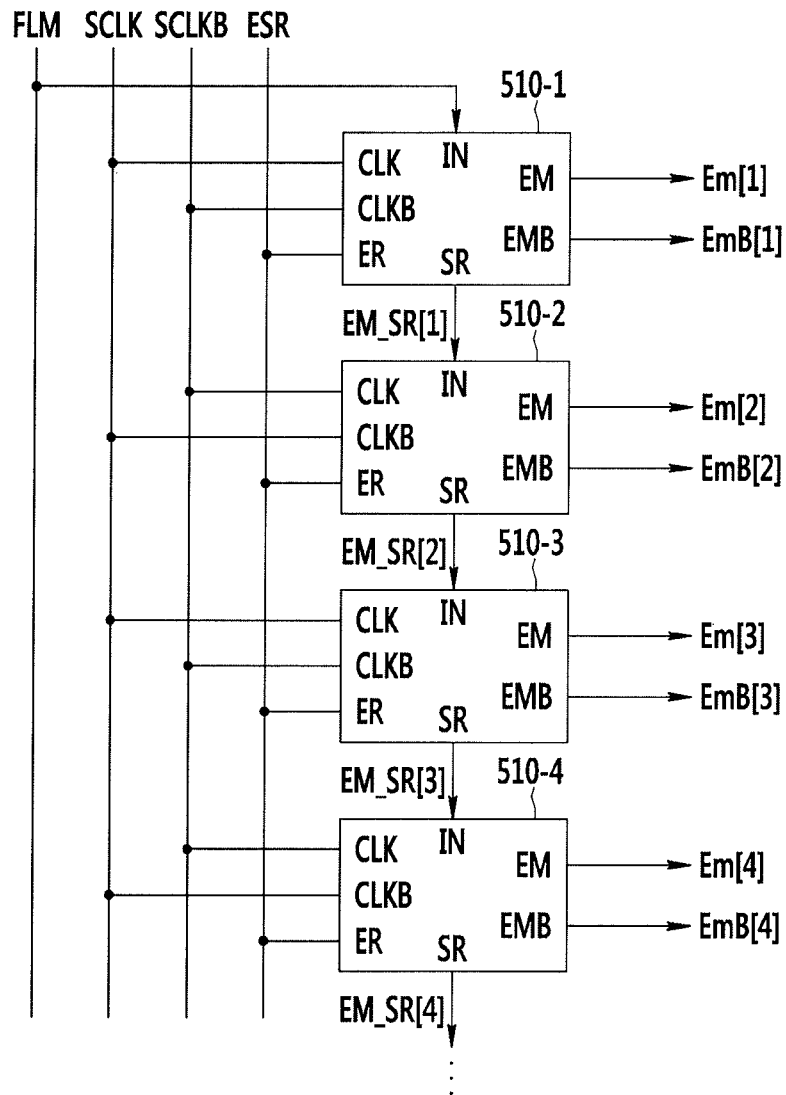 FLM SCLK SCLKB ESR
510-1
IN
CLK
EM
Em[1]
CLKB
EMB
EmB[1]
ER
SR
EM_SR[1]
510-2
IN
CLK
EM
Em[2]
CLKB
EMB
EmB[2]
ER
SR
EM_SR[2]
510-3
IN
CLK
EM
Em[3]
CLKB
EMB
EmB[3]
ER
SR
EM_SR[3]
510-4
IN
CLK
EM
Em[4]
CLKB
EMB
EmB[4]
ER
SR
EM_SR[4]